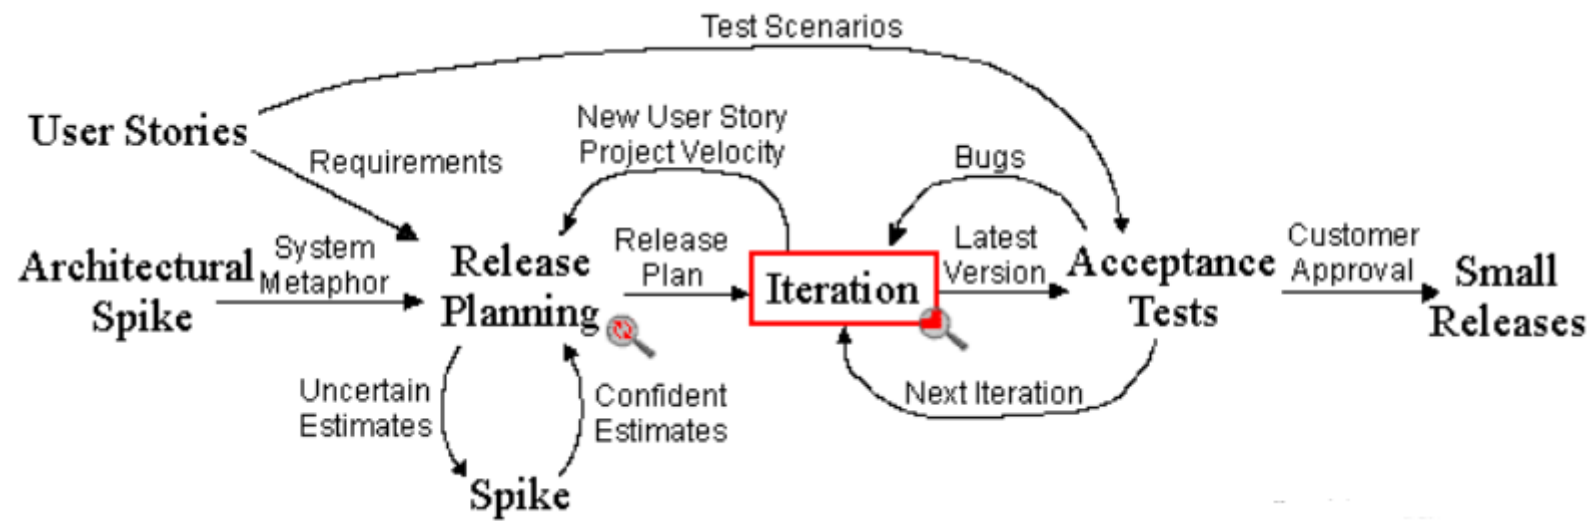 Test Scenarios
User Stories
New User Story
Project Velocity
Requirements
Bugs
Architectural
Spike
System
Metaphor
Release
Planning
Release
Plan
Iteration
Latest
Version
Acceptance
Tests
Customer
Approval
Small
Releases
Uncertain
Estimates
Confident
Estimates
Next Iteration
Spike